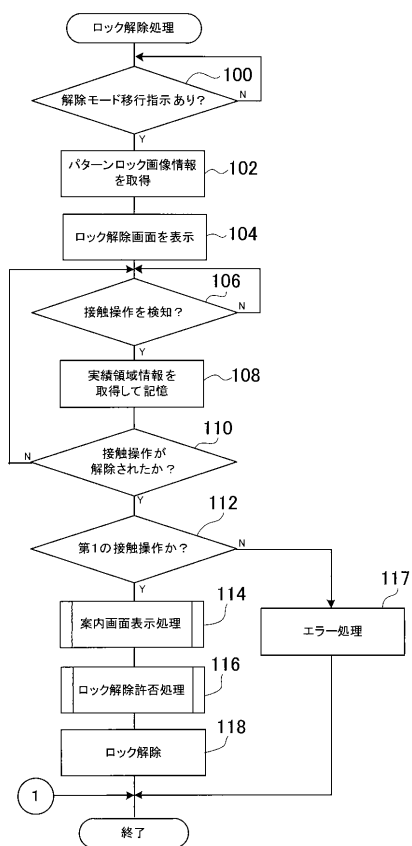 ロック解除処理
100
解除モード移行指示あり？
N
Y
パターンロック画像情報
を取得
102
ロック解除画面を表示
104
106
接触操作を検知？
N
Y
実績領域情報を
取得して記憶
108
110
接触操作が
解除されたか？
N
Y
112
第1の接触操作か？
N
Y
117
114
案内画面表示処理
エラー処理
116
ロック解除許否処理
118
ロック解除
1
終了